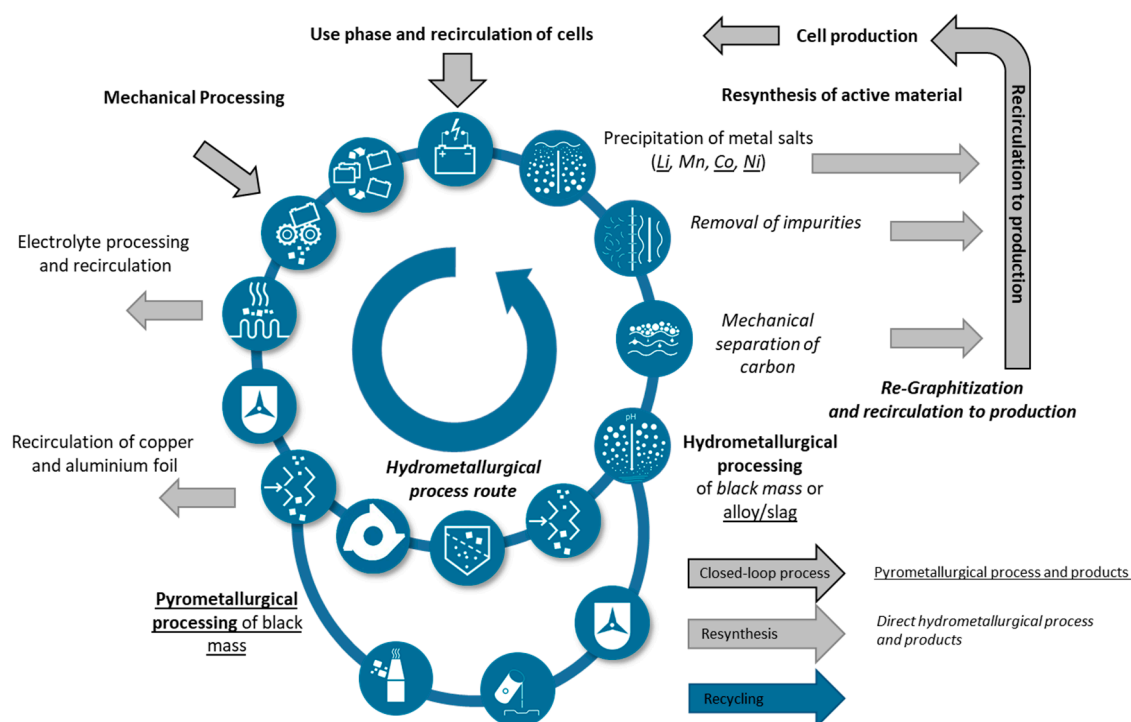 Use phase and recirculation of cells
Cell production
Mechanical Processing
Resynthesis of active material
Recirculation to production
Precipitation of metal salts
(Li, Mn, Co, Ni)
Removal of impurities
Electrolyte processing
and recirculation
Mechanical
separation of
carbon
Re-Graphitization
and recirculation to production
pH
Recirculation of copper
and aluminium foil
Hydrometallurgical
process route
Hydrometallurgical
processing
of black mass or
alloy/slag
Pyrometallurgical
processing of black
mass
Closed-loop process
Pyrometallurgical process and products
Resynthesis
Direct hydrometallurgical process
and products
Recycling